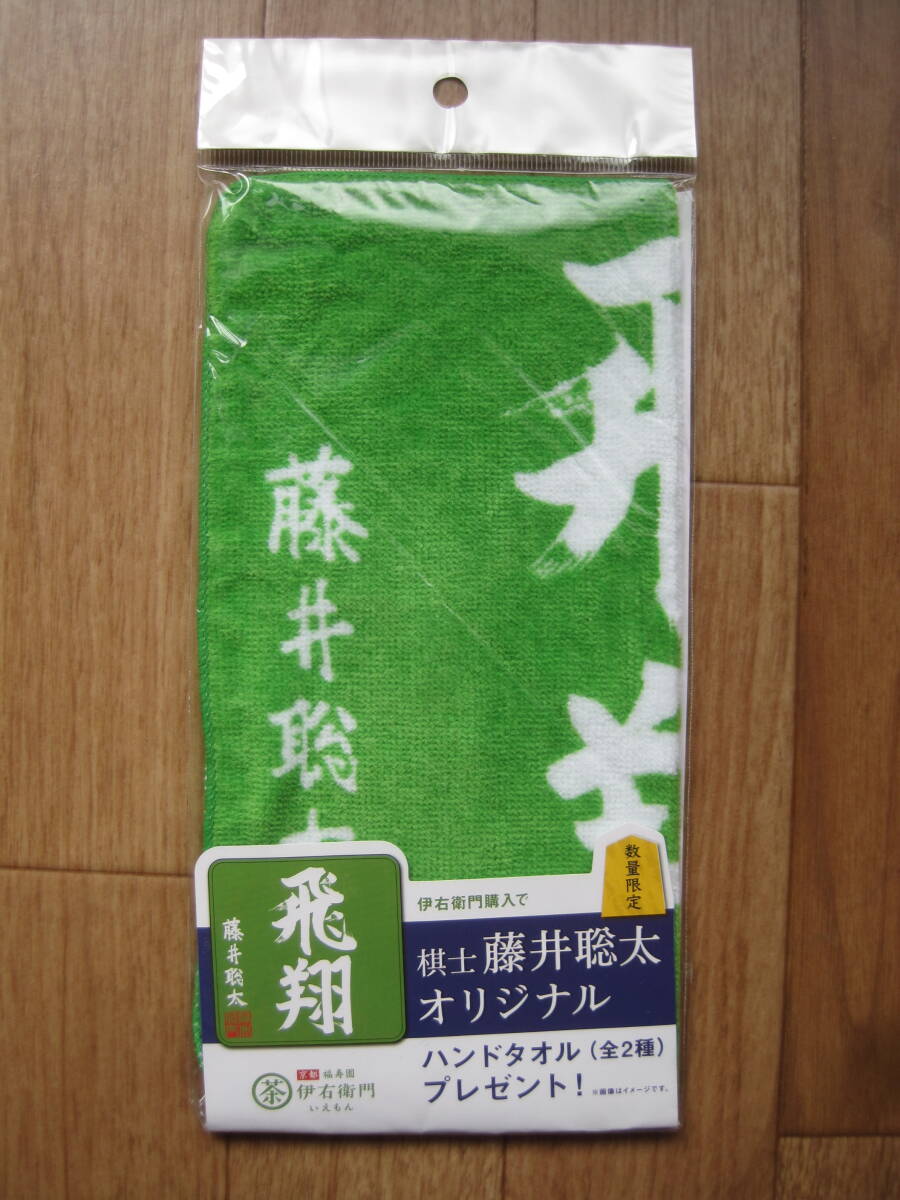 藤井聡
飛翔
藤井聡太
数量限定
伊右衛門購入で
棋士 藤井聡太
オリジナル
ハンドタオル(全2種)
プレゼント!
※画像はイメージです。
京都 福寿園
茶 伊右衛門
いえもん